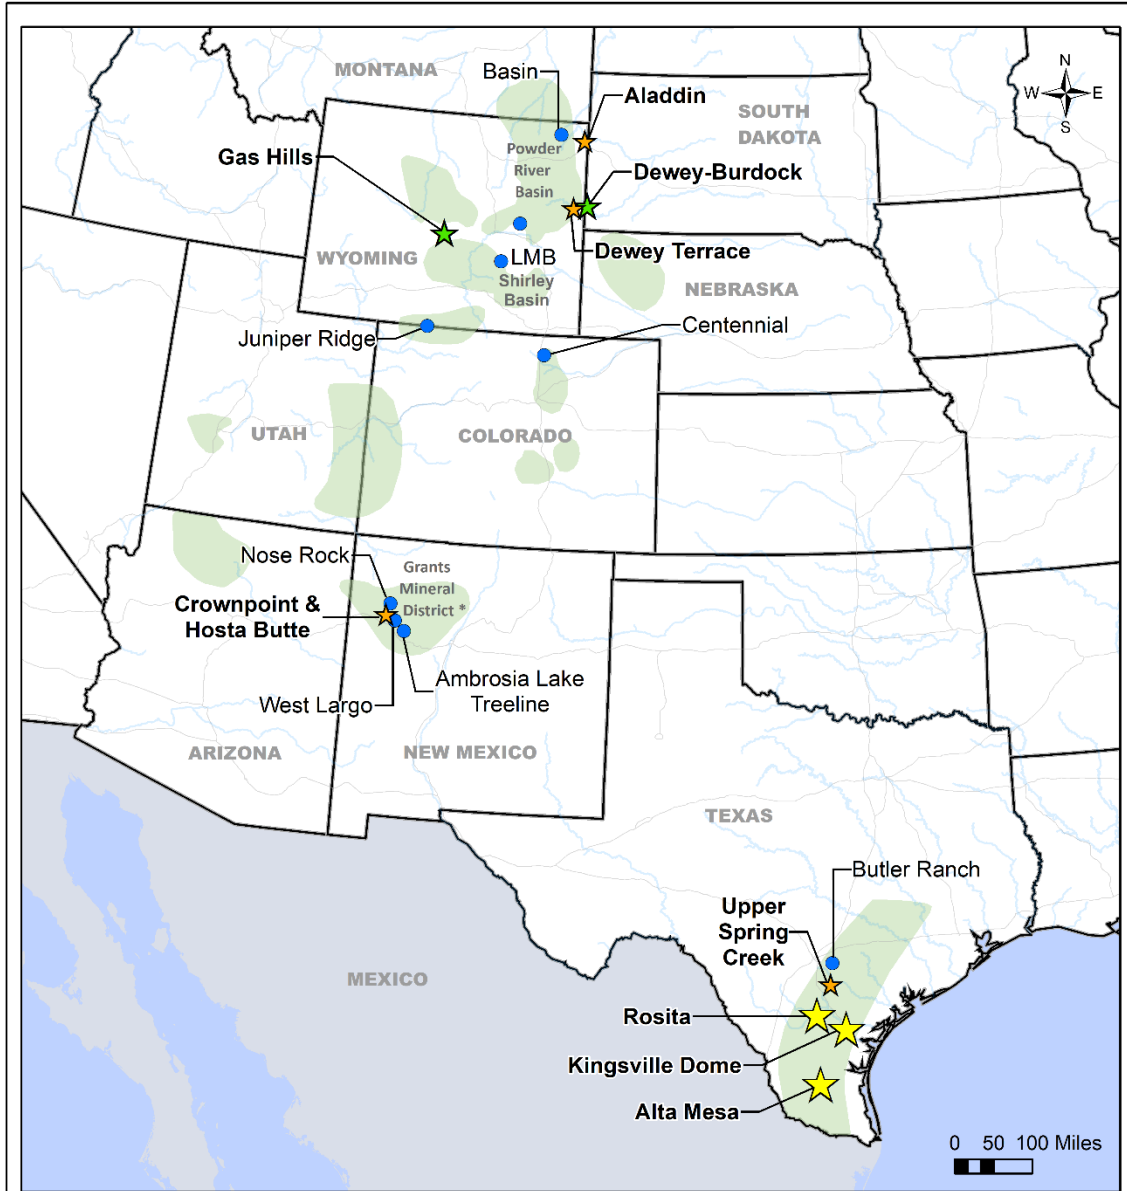 MONTANA
Basin
Aladdin
SOUTH
DAKOTA
N
W
E
S
Gas Hills
Powder
River
Basin
Dewey-Burdock
WYOMING
LMB
Dewey Terrace
Shirley
Basin
NEBRASKA
Juniper Ridge
Centennial
UTAH
COLORADO
Nose Rock
Grants
Mineral
District *
Crownpoint &
Hosta Butte
West Largo
Ambrosia Lake
Treeline
ARIZONA
NEW MEXICO
TEXAS
Butler Ranch
Upper
Spring
Creek
MEXICO
Rosita
Kingsville Dome
Alta Mesa
0 50 100 Miles